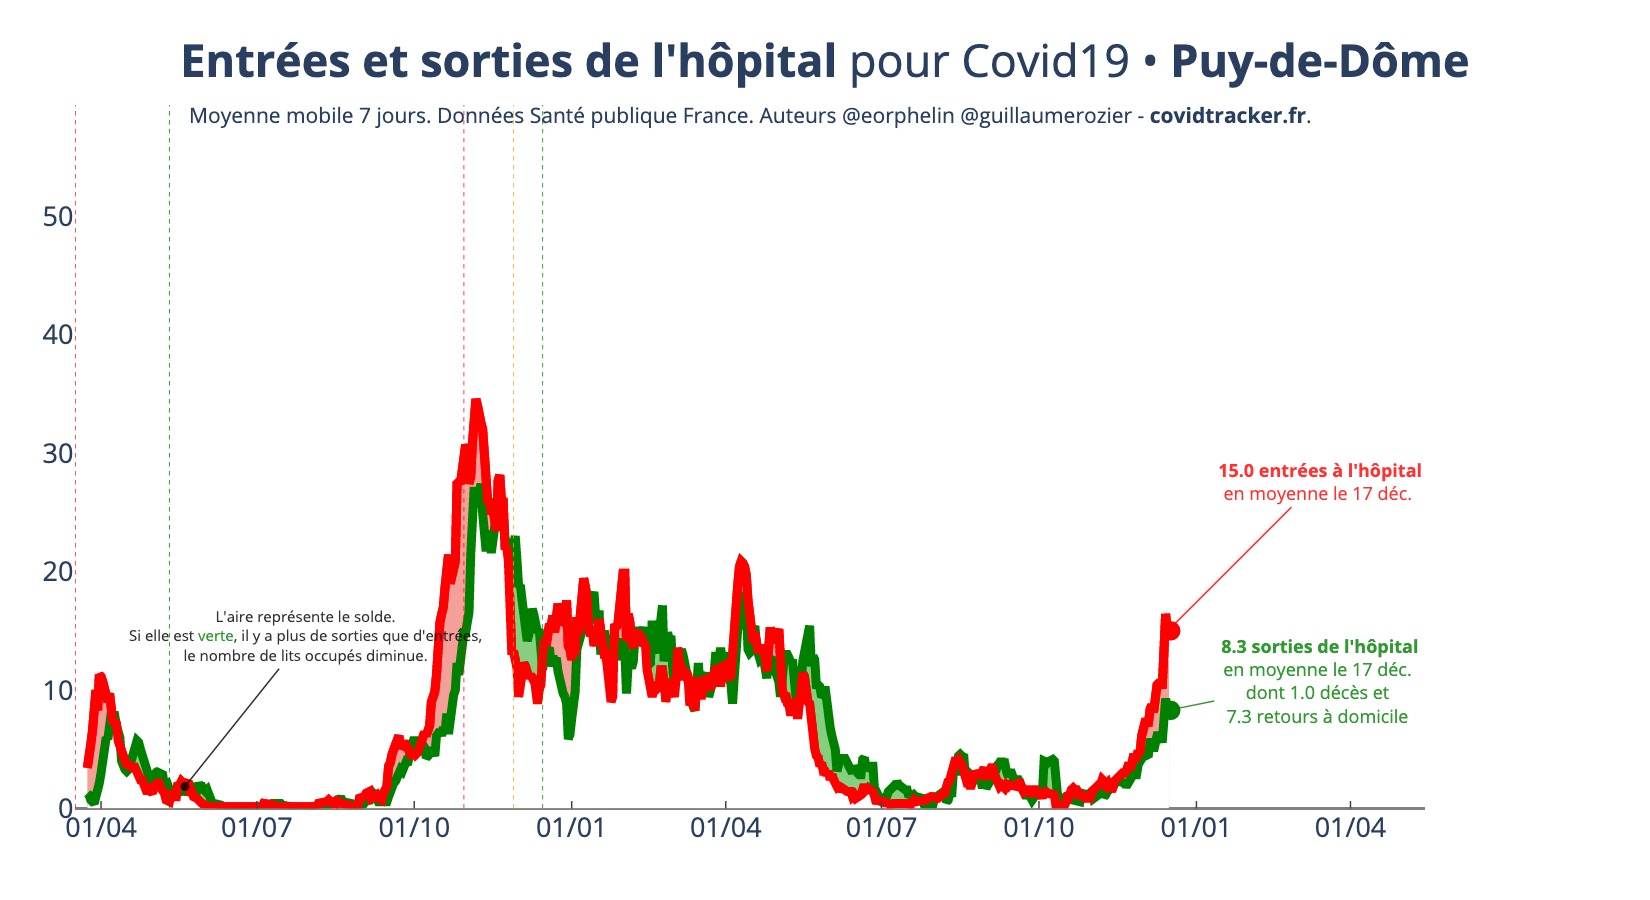 Entrées et sorties de l'hôpital pour Covid19 • Puy-de-Dôme
Moyenne mobile 7 jours. Données Santé publique France. Auteurs @eorphelin @guillaumerozier - covidtracker.fr.
50
40
30
20
10
0
15.0 entrées à l'hôpital
en moyenne le 17 déc.
L'aire représente le solde.
Si elle est verte, il y a plus de sorties que d'entrées,
le nombre de lits occupés diminue.
8.3 sorties de l'hôpital
en moyenne le 17 déc.
dont 1.0 décès et
7.3 retours à domicile
01/04 01/07 01/10 01/01 01/04 01/07 01/10 01/01 01/04